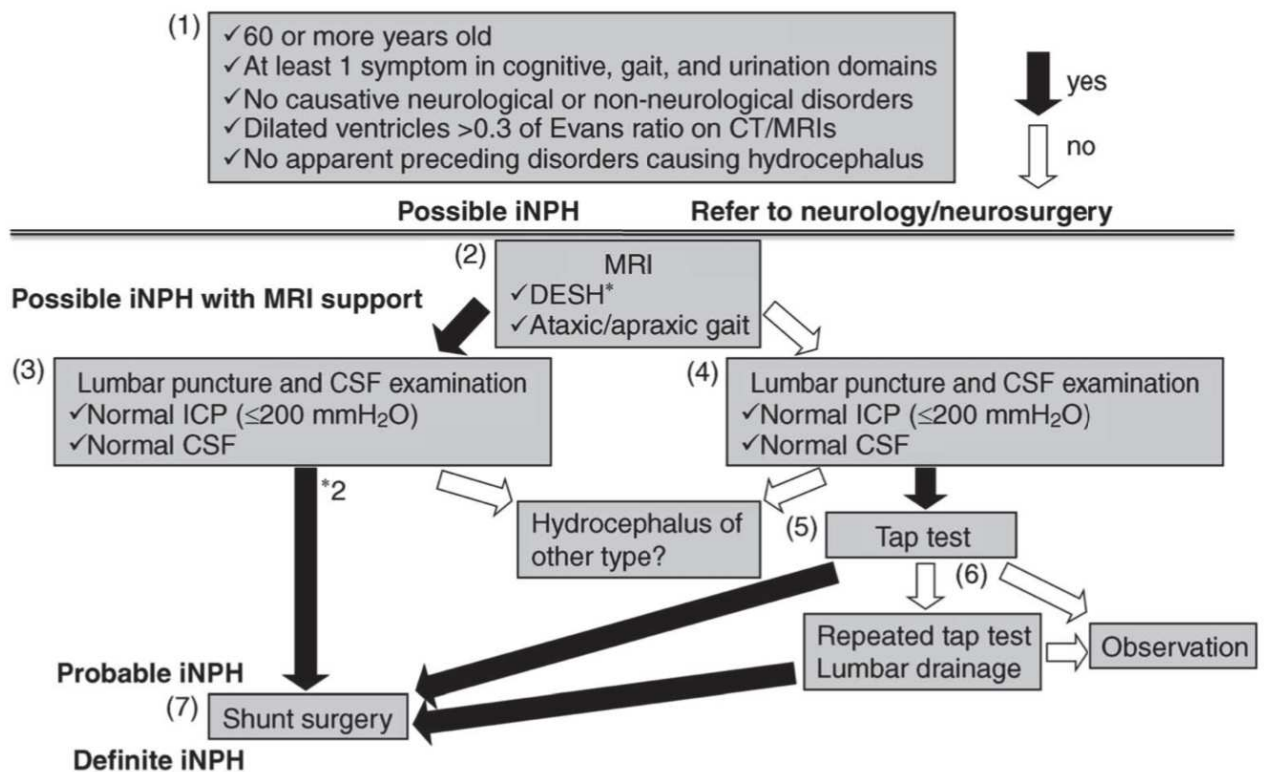 (1)
✓60 or more years old
✓At least 1 symptom in cognitive, gait, and urination domains
✓No causative neurological or non-neurological disorders
✓Dilated ventricles >0.3 of Evans ratio on CT/MRIs
✓No apparent preceding disorders causing hydrocephalus
yes
no
Possible iNPH
Refer to neurology/neurosurgery
(2)
MRI
✓DESH*
✓Ataxic/apraxic gait
Possible iNPH with MRI support
(3)
Lumbar puncture and CSF examination
✓Normal ICP (≤200 mmH₂O)
✓Normal CSF
(4)
Lumbar puncture and CSF examination
✓Normal ICP (≤200 mmH₂O)
✓Normal CSF
*2
Hydrocephalus of
other type?
(5)
Tap test
(6)
Repeated tap test
Lumbar drainage
Observation
Probable iNPH
(7)
Shunt surgery
Definite iNPH